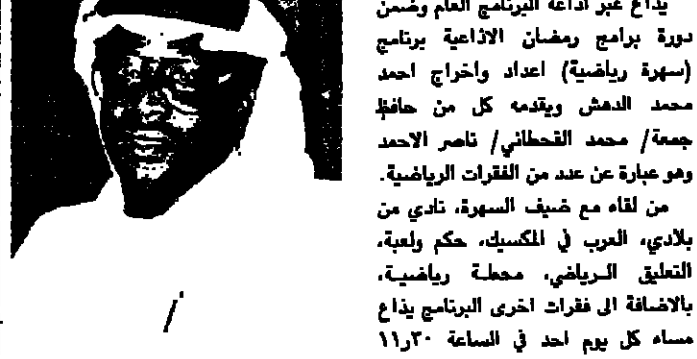 يذاع عبر اذاعة البرنامج العام وضمن
دورة برامج رمضان الاذاعية برنامج
(سهرة رياضية) اعداد واخراج احمد
محمد الدهش ويقدمه كل من حافظ
جمعة/ محمد القحطاني/ ناصر الاحمد
وهو عبارة عن عدد من الفقرات الرياضية.
من لقاء مع ضيف السهرة، نادي من
بلادي، العرب في المكسيك، حكم ولعبة،
التعليق الرياضي، محطة رياضية،
بالاضافة الى فقرات اخرى البرنامج يذاع
مساء كل يوم احد في الساعة ٣٠ر١١